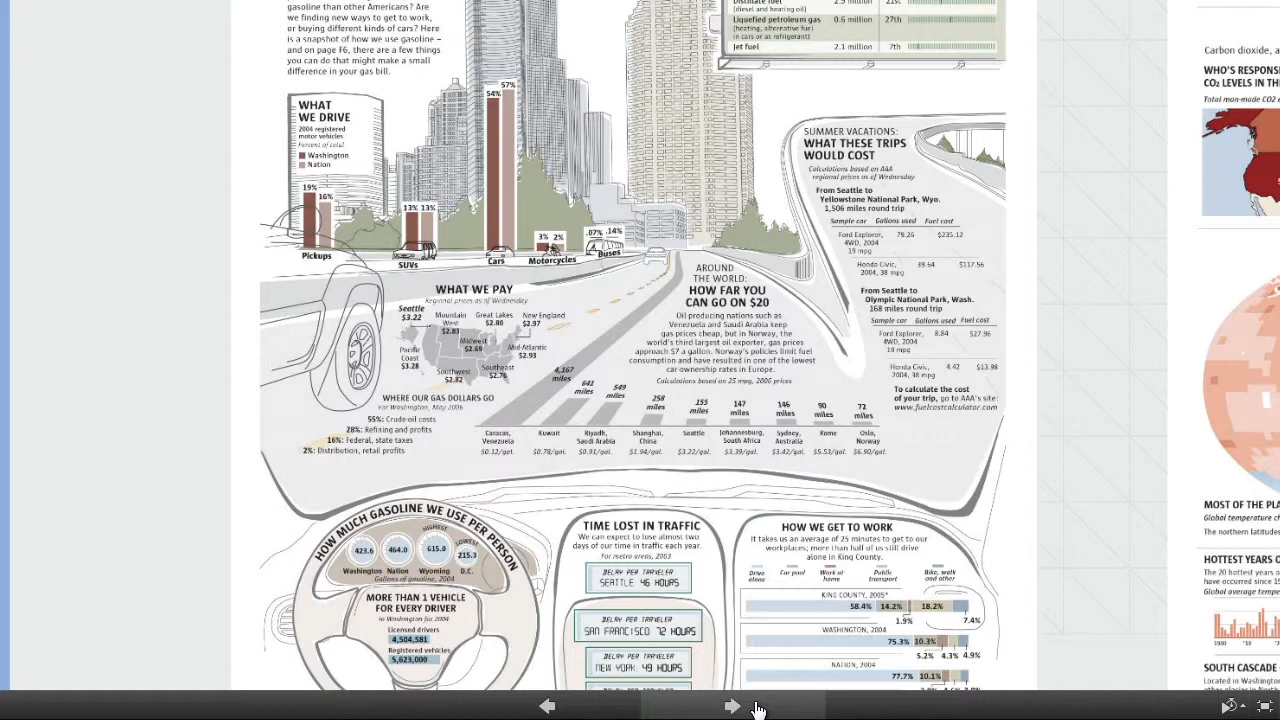 gasoline than other Americans? Are
we finding new ways to get to work,
or buying different kinds of cars? Here
is a snapshot of how we use gasoline –
and on page F6, there are a few things
you can do that might make a small
difference in your gas bill.
Distillate fuel 2.9 million 21st
(diesel and heating oil)
Liquefied petroleum gas 0.6 million 27th
(heating, alternative fuel
in cars or as refrigerant)
Jet fuel 2.1 million 7th
WHAT
WE DRIVE
2004 registered
motor vehicles
Percent of total
Washington
Nation
19%
16%
Pickups
13% 13%
SUVs
54% 57%
Cars
3% 2%
Motorcycles
.07% .14%
Buses
SUMMER VACATIONS:
WHAT THESE TRIPS
WOULD COST
Calculations based on AAA
regional prices as of Wednesday
From Seattle to
Yellowstone National Park, Wyo.
1,506 miles round trip
Sample car Gallons used Fuel cost
Ford Explorer, 79.26 $235.12
4WD, 2004
19 mpg
Honda Civic, 39.64 $117.56
2004, 38 mpg
From Seattle to
Olympic National Park, Wash.
168 miles round trip
Sample car Gallons used Fuel cost
Ford Explorer, 8.84 $27.96
4WD, 2004
19 mpg
Honda Civic, 4.42 $13.98
2004, 38 mpg
To calculate the cost
of your trip, go to AAA's site:
www.fuelcostcalculator.com
WHAT WE PAY
Regional prices as of Wednesday
Seattle
$3.22
Mountain
West
$2.83
Great Lakes
$2.80
New England
$2.97
Midwest
$2.69
Mid-Atlantic
$2.93
Pacific
Coast
$3.28
Southwest
$2.82
Southeast
$2.76
WHERE OUR GAS DOLLARS GO
For Washington, May 2006
55%: Crude oil costs
28%: Refining and profits
16%: Federal, state taxes
2%: Distribution, retail profits
AROUND
THE WORLD:
HOW FAR YOU
CAN GO ON $20
Oil producing nations such as
Venezuela and Saudi Arabia keep
gas prices cheap, but in Norway, the
world's third largest oil exporter, gas prices
approach $7 a gallon. Norway's policies limit fuel
consumption and have resulted in one of the lowest
car ownership rates in Europe.
Calculations based on 25 mpg, 2006 prices
4,167
miles
Caracas,
Venezuela
$0.12/gal.
641
miles
Kuwait
$0.78/gal.
549
miles
Riyadh,
Saudi Arabia
$0.91/gal.
258
miles
Shanghai,
China
$1.94/gal.
155
miles
Seattle
$3.22/gal.
147
miles
Johannesburg,
South Africa
$3.39/gal.
146
miles
Sydney,
Australia
$3.42/gal.
90
miles
Rome
$5.53/gal.
72
miles
Oslo,
Norway
$6.90/gal.
HOW MUCH GASOLINE WE USE PER PERSON
HIGHEST
LOWEST
423.6 464.0 615.0 215.3
Washington Nation Wyoming D.C.
Gallons of gasoline, 2004
MORE THAN 1 VEHICLE
FOR EVERY DRIVER
In Washington for 2004
Licensed drivers
4,504,581
Registered vehicles
5,623,000
TIME LOST IN TRAFFIC
We can expect to lose almost two
days of our time in traffic each year.
For metro areas, 2003
DELAY PER TRAVELER
SEATTLE 46 HOURS
DELAY PER TRAVELER
SAN FRANCISCO 72 HOURS
DELAY PER TRAVELER
NEW YORK 49 HOURS
HOW WE GET TO WORK
It takes us an average of 25 minutes to get to our
workplaces; more than half of us still drive
alone in King County.
Drive
alone
Car pool
Work at
home
Public
transport
Bike, walk
and other
KING COUNTY, 2005*
58.4% 14.2% 18.2%
1.9% 7.4%
WASHINGTON, 2004
75.3% 10.3%
5.2% 4.3% 4.9%
NATION, 2004
77.7% 10.1%
Carbon dioxide, a
WHO'S RESPONS
CO₂ LEVELS IN TH
Total man-made CO2
MOST OF THE PLA
Global temperature c
The northern latitudes
HOTTEST YEARS O
The 20 hottest years o
have occurred since 19
Global average temper
1900 '10 '2
SOUTH CASCADE
Located in Washington